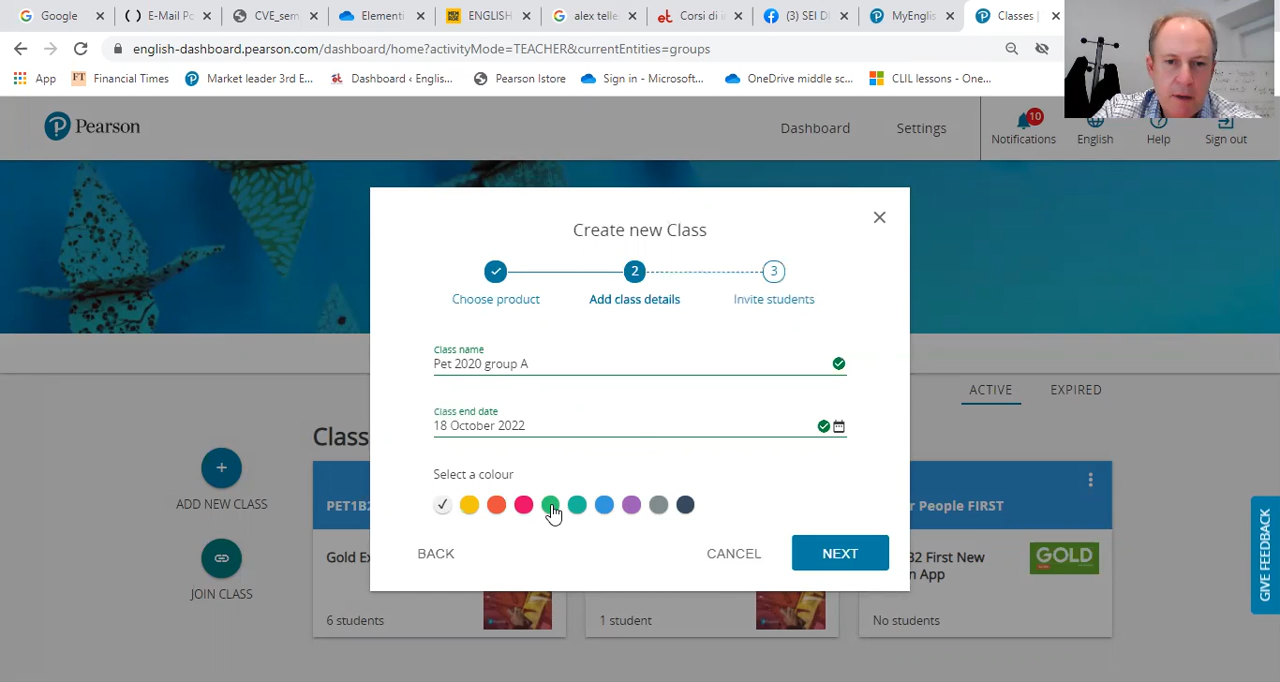 Google
E-Mail Po
CVE_sem
Elementi
ENGLISH
alex telle
Corsi di i
(3) SEI DI
MyEnglis
Classes |
english-dashboard.pearson.com/dashboard/home?activityMode=TEACHER&currentEntities=groups
App
Financial Times
Market leader 3rd E...
Dashboard ‹ Englis...
Pearson Istore
Sign in - Microsoft...
OneDrive middle sc...
CLIL lessons - One...
Pearson
Dashboard
Settings
10
Notifications
English
Help
Sign out
Create new Class
2
3
Choose product
Add class details
Invite students
Class name
Pet 2020 group A
Class end date
18 October 2022
Select a colour
BACK
CANCEL
NEXT
ACTIVE
EXPIRED
Class
ADD NEW CLASS
JOIN CLASS
PET1B2
r People FIRST
Gold Ex
B2 First New
n App
GOLD
6 students
1 student
No students
GIVE FEEDBACK